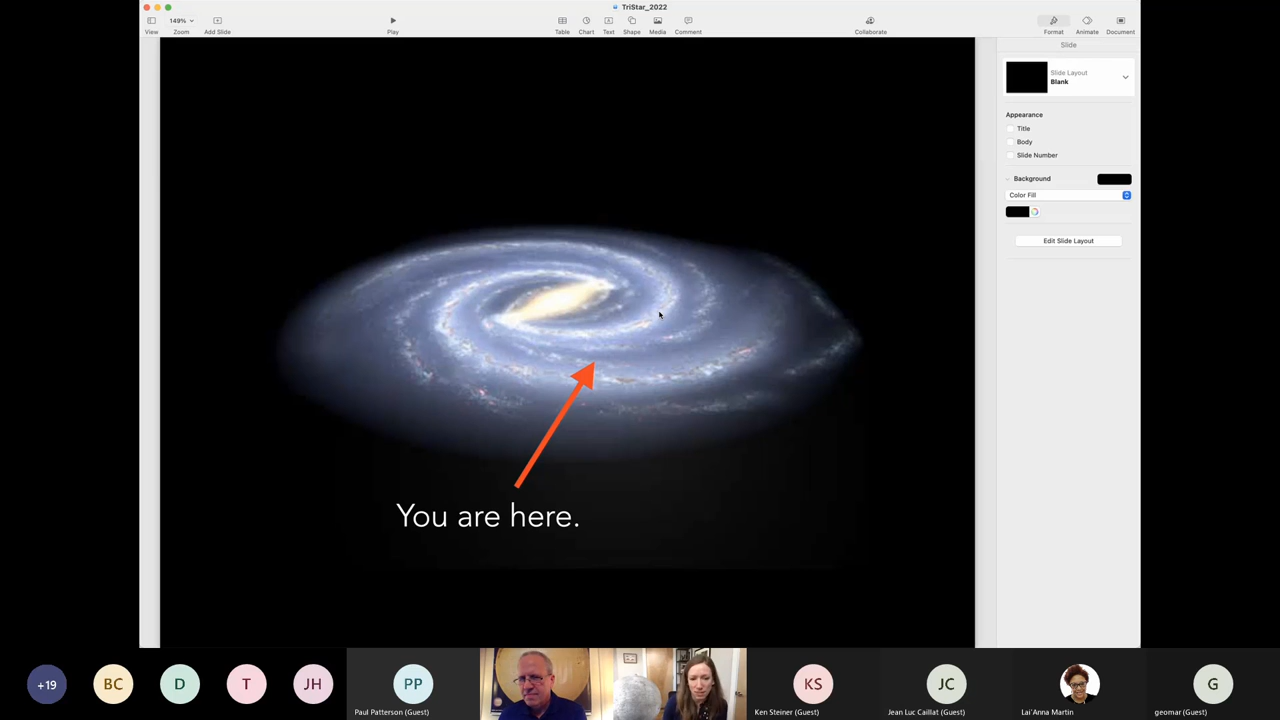 TriStar_2022
149%
View
Zoom
Add Slide
Play
Table
Chart
Text
Shape
Media
Comment
Collaborate
Format
Animate
Document
Slide
Slide Layout
Blank
Appearance
Title
Body
Slide Number
Background
Color Fill
Edit Slide Layout
You are here.
+19
BC
D
T
JH
PP
Paul Patterson (Guest)
KS
Ken Steiner (Guest)
JC
Jean Luc Caillat (Guest)
Lai'Anna Martin
G
geomar (Guest)